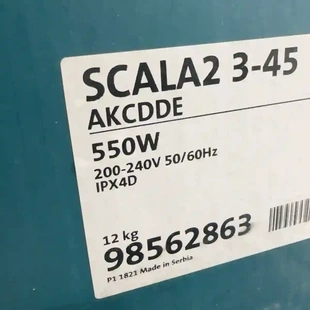 SCALA2 3-45
AKCDDE
550W
200-240V 50/60Hz
IPX4D
12 kg
98562863
P1 1821 Made in Serbia